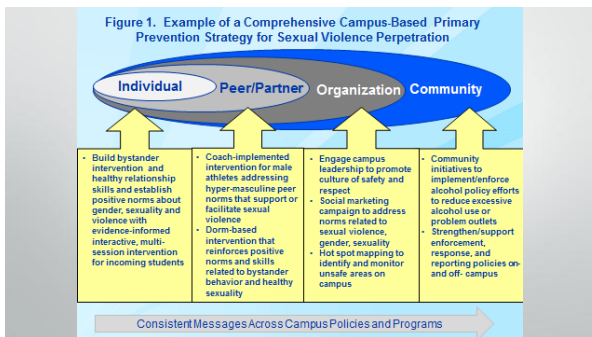 Figure 1. Example of a Comprehensive Campus-Based Primary
Prevention Strategy for Sexual Violence Perpetration
Individual
Peer/Partner
Organization
Community
• Build bystander
intervention and
healthy relationship
skills and establish
positive norms about
gender, sexuality and
violence with
evidence-informed
interactive, multi-
session intervention
for incoming students
• Coach-implemented
intervention for male
athletes addressing
hyper-masculine peer
norms that support or
facilitate sexual
violence
• Dorm-based
intervention that
reinforces positive
norms and skills
related to bystander
behavior and healthy
sexuality
• Engage campus
leadership to promote
culture of safety and
respect
• Social marketing
campaign to address
norms related to
sexual violence,
gender, sexuality
• Hot spot mapping to
identify and monitor
unsafe areas on
campus
• Community
initiatives to
implement/enforce
alcohol policy efforts
to reduce excessive
alcohol use or
problem outlets
• Strengthen/support
enforcement,
response, and
reporting policies on-
and off- campus
Consistent Messages Across Campus Policies and Programs